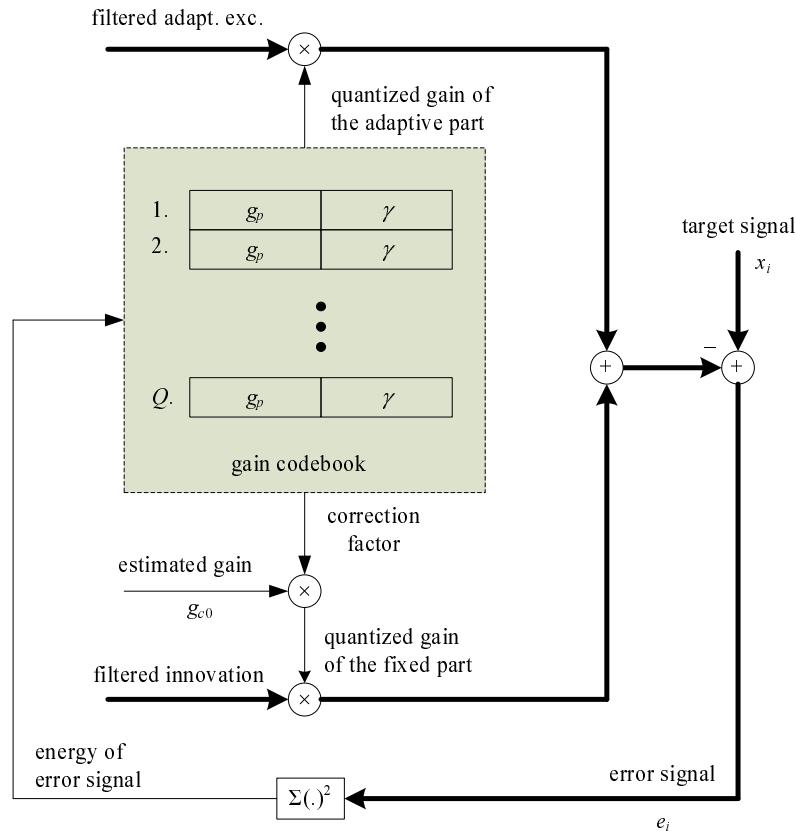 filtered adapt. exc.
×
quantized gain of
the adaptive part
1. gp γ
2. gp γ
target signal
xi
Q. gp γ
−
+
+
gain codebook
correction
factor
estimated gain
gc0
×
quantized gain
of the fixed part
filtered innovation
×
energy of
error signal
error signal
Σ(.)²
ei